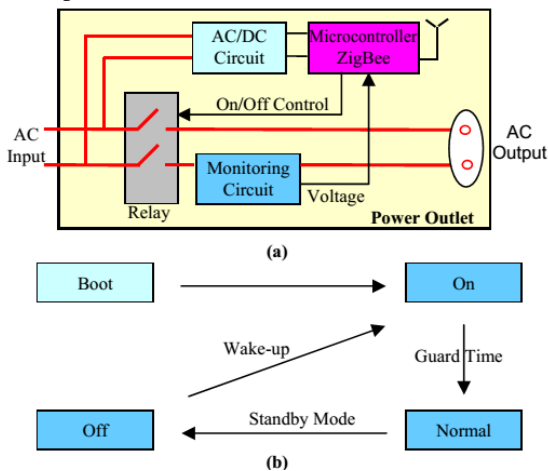 AC/DC
Circuit
Microcontroller
ZigBee
On/Off Control
AC
Input
AC
Output
Monitoring
Circuit
Voltage
Relay
Power Outlet
(a)
Boot
On
Wake-up
Guard Time
Off
Standby Mode
Normal
(b)